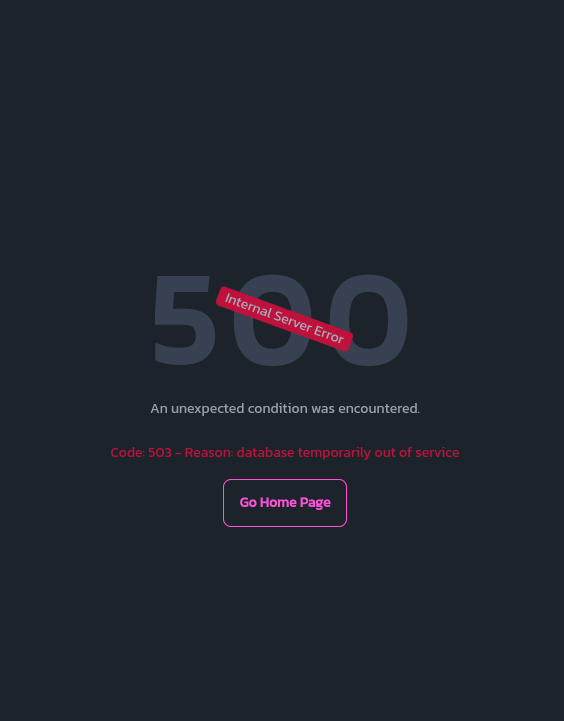 500
Internal Server Error
An unexpected condition was encountered.
Code: 503 - Reason: database temporarily out of service
Go Home Page